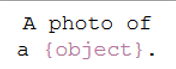 A photo of
a {object}.